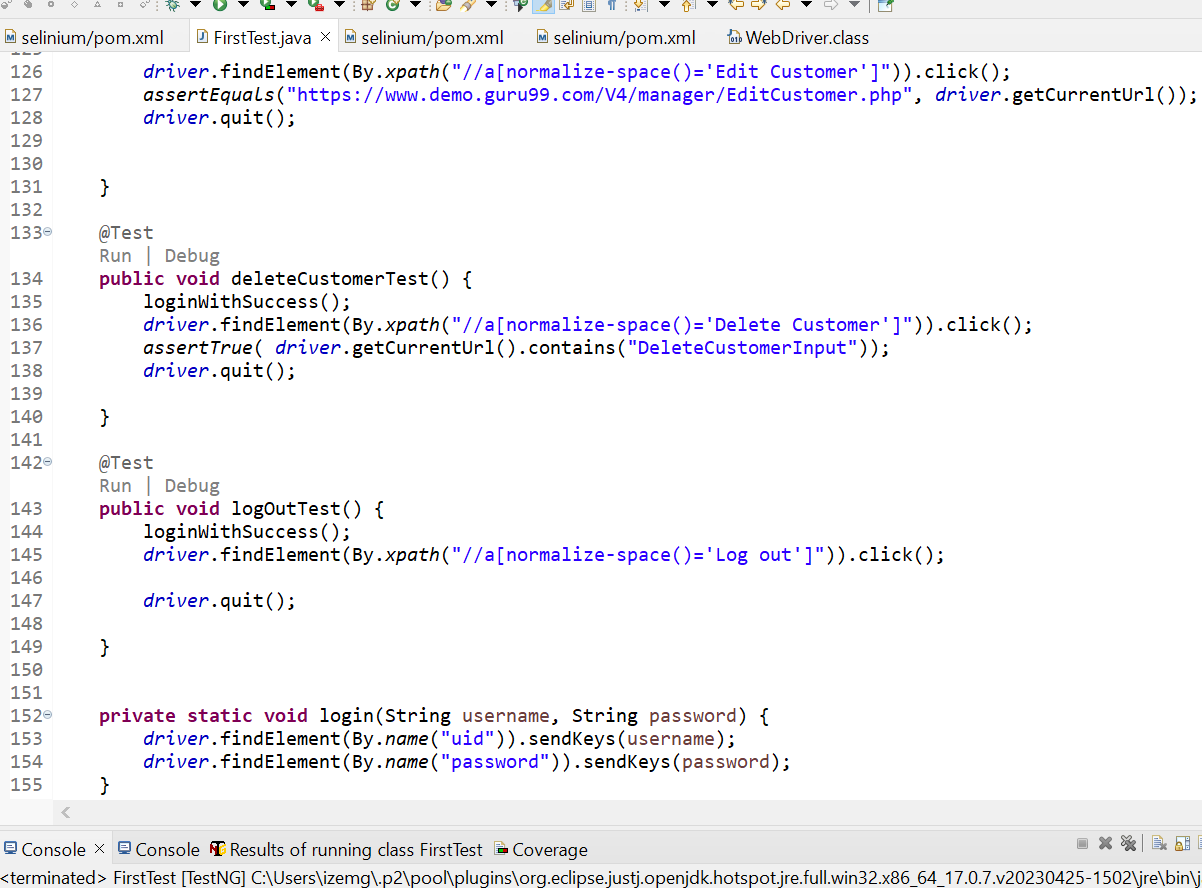 selinium/pom.xml FirstTest.java selinium/pom.xml selinium/pom.xml WebDriver.class
126 driver.findElement(By.xpath("//a[normalize-space()='Edit Customer']")).click();
127 assertEquals("https://www.demo.guru99.com/V4/manager/EditCustomer.php", driver.getCurrentUrl());
128 driver.quit();
129
130
131 }
132
133 @Test
Run | Debug
134 public void deleteCustomerTest() {
135 loginWithSuccess();
136 driver.findElement(By.xpath("//a[normalize-space()='Delete Customer']")).click();
137 assertTrue( driver.getCurrentUrl().contains("DeleteCustomerInput"));
138 driver.quit();
139
140 }
141
142 @Test
Run | Debug
143 public void logOutTest() {
144 loginWithSuccess();
145 driver.findElement(By.xpath("//a[normalize-space()='Log out']")).click();
146
147 driver.quit();
148
149 }
150
151
152 private static void login(String username, String password) {
153 driver.findElement(By.name("uid")).sendKeys(username);
154 driver.findElement(By.name("password")).sendKeys(password);
155 }
Console Console Results of running class FirstTest Coverage
<terminated> FirstTest [TestNG] C:\Users\izemg\.p2\pool\plugins\org.eclipse.justj.openjdk.hotspot.jre.full.win32.x86_64_17.0.7.v20230425-1502\jre\bin\